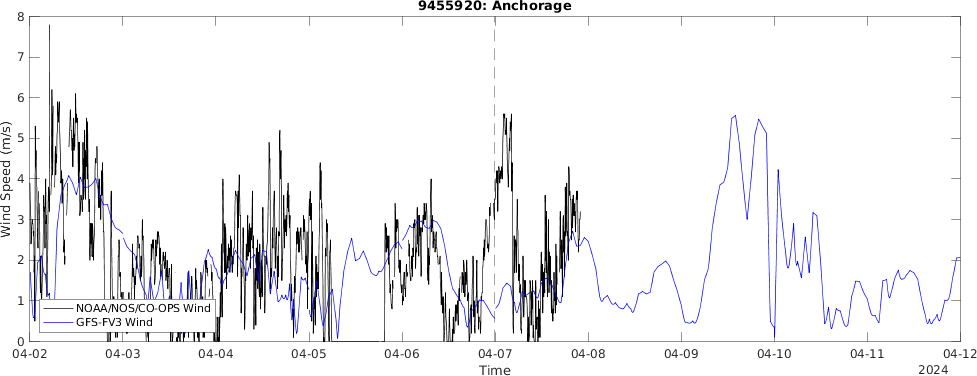 9455920: Anchorage
Wind Speed (m/s)
8
7
6
5
4
3
2
1
0
NOAA/NOS/CO-OPS Wind
GFS-FV3 Wind
04-02 04-03 04-04 04-05 04-06 04-07 04-08 04-09 04-10 04-11 04-12
Time
2024